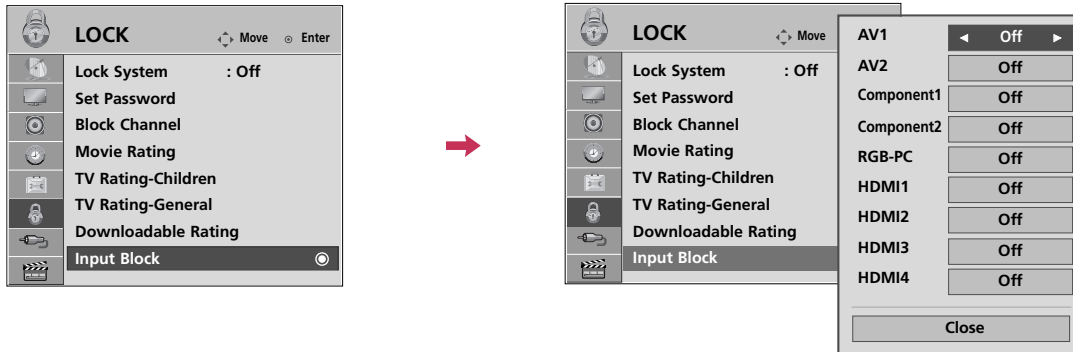 LOCK Move Enter
Lock System : Off
Set Password
Block Channel
Movie Rating
TV Rating-Children
TV Rating-General
Downloadable Rating
Input Block
LOCK Move
Lock System : Off
Set Password
Block Channel
Movie Rating
TV Rating-Children
TV Rating-General
Downloadable Rating
Input Block
AV1 ◄ Off ►
AV2 Off
Component1 Off
Component2 Off
RGB-PC Off
HDMI1 Off
HDMI2 Off
HDMI3 Off
HDMI4 Off
Close